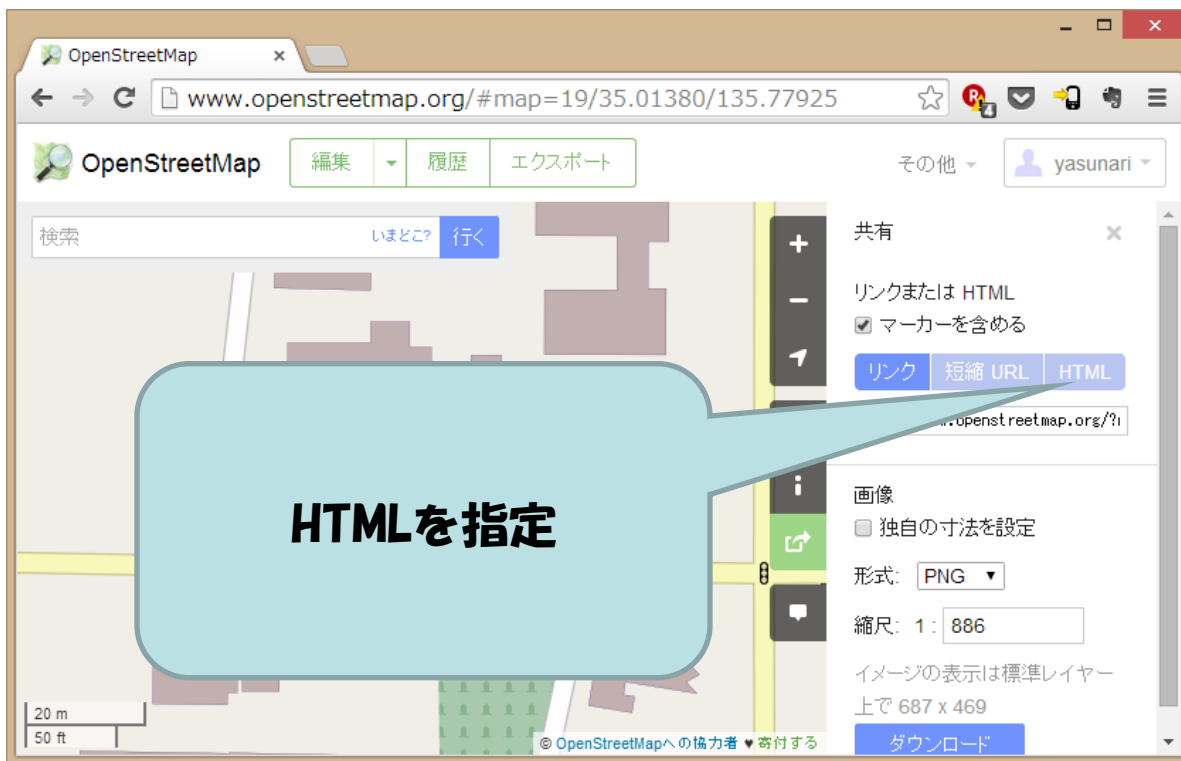 OpenStreetMap
www.openstreetmap.org/#map=19/35.01380/135.77925
4
OpenStreetMap
編集
履歴
エクスポート
その他
yasunari
検索
いまどこ?
行く
共有
リンクまたは HTML
マーカーを含める
リンク
短縮 URL
HTML
.openstreetmap.org/?
HTMLを指定
画像
独自の寸法を設定
形式: PNG
縮尺: 1 : 886
イメージの表示は標準レイヤー
上で 687 x 469
ダウンロード
20 m
50 ft
© OpenStreetMapへの協力者 ♥ 寄付する